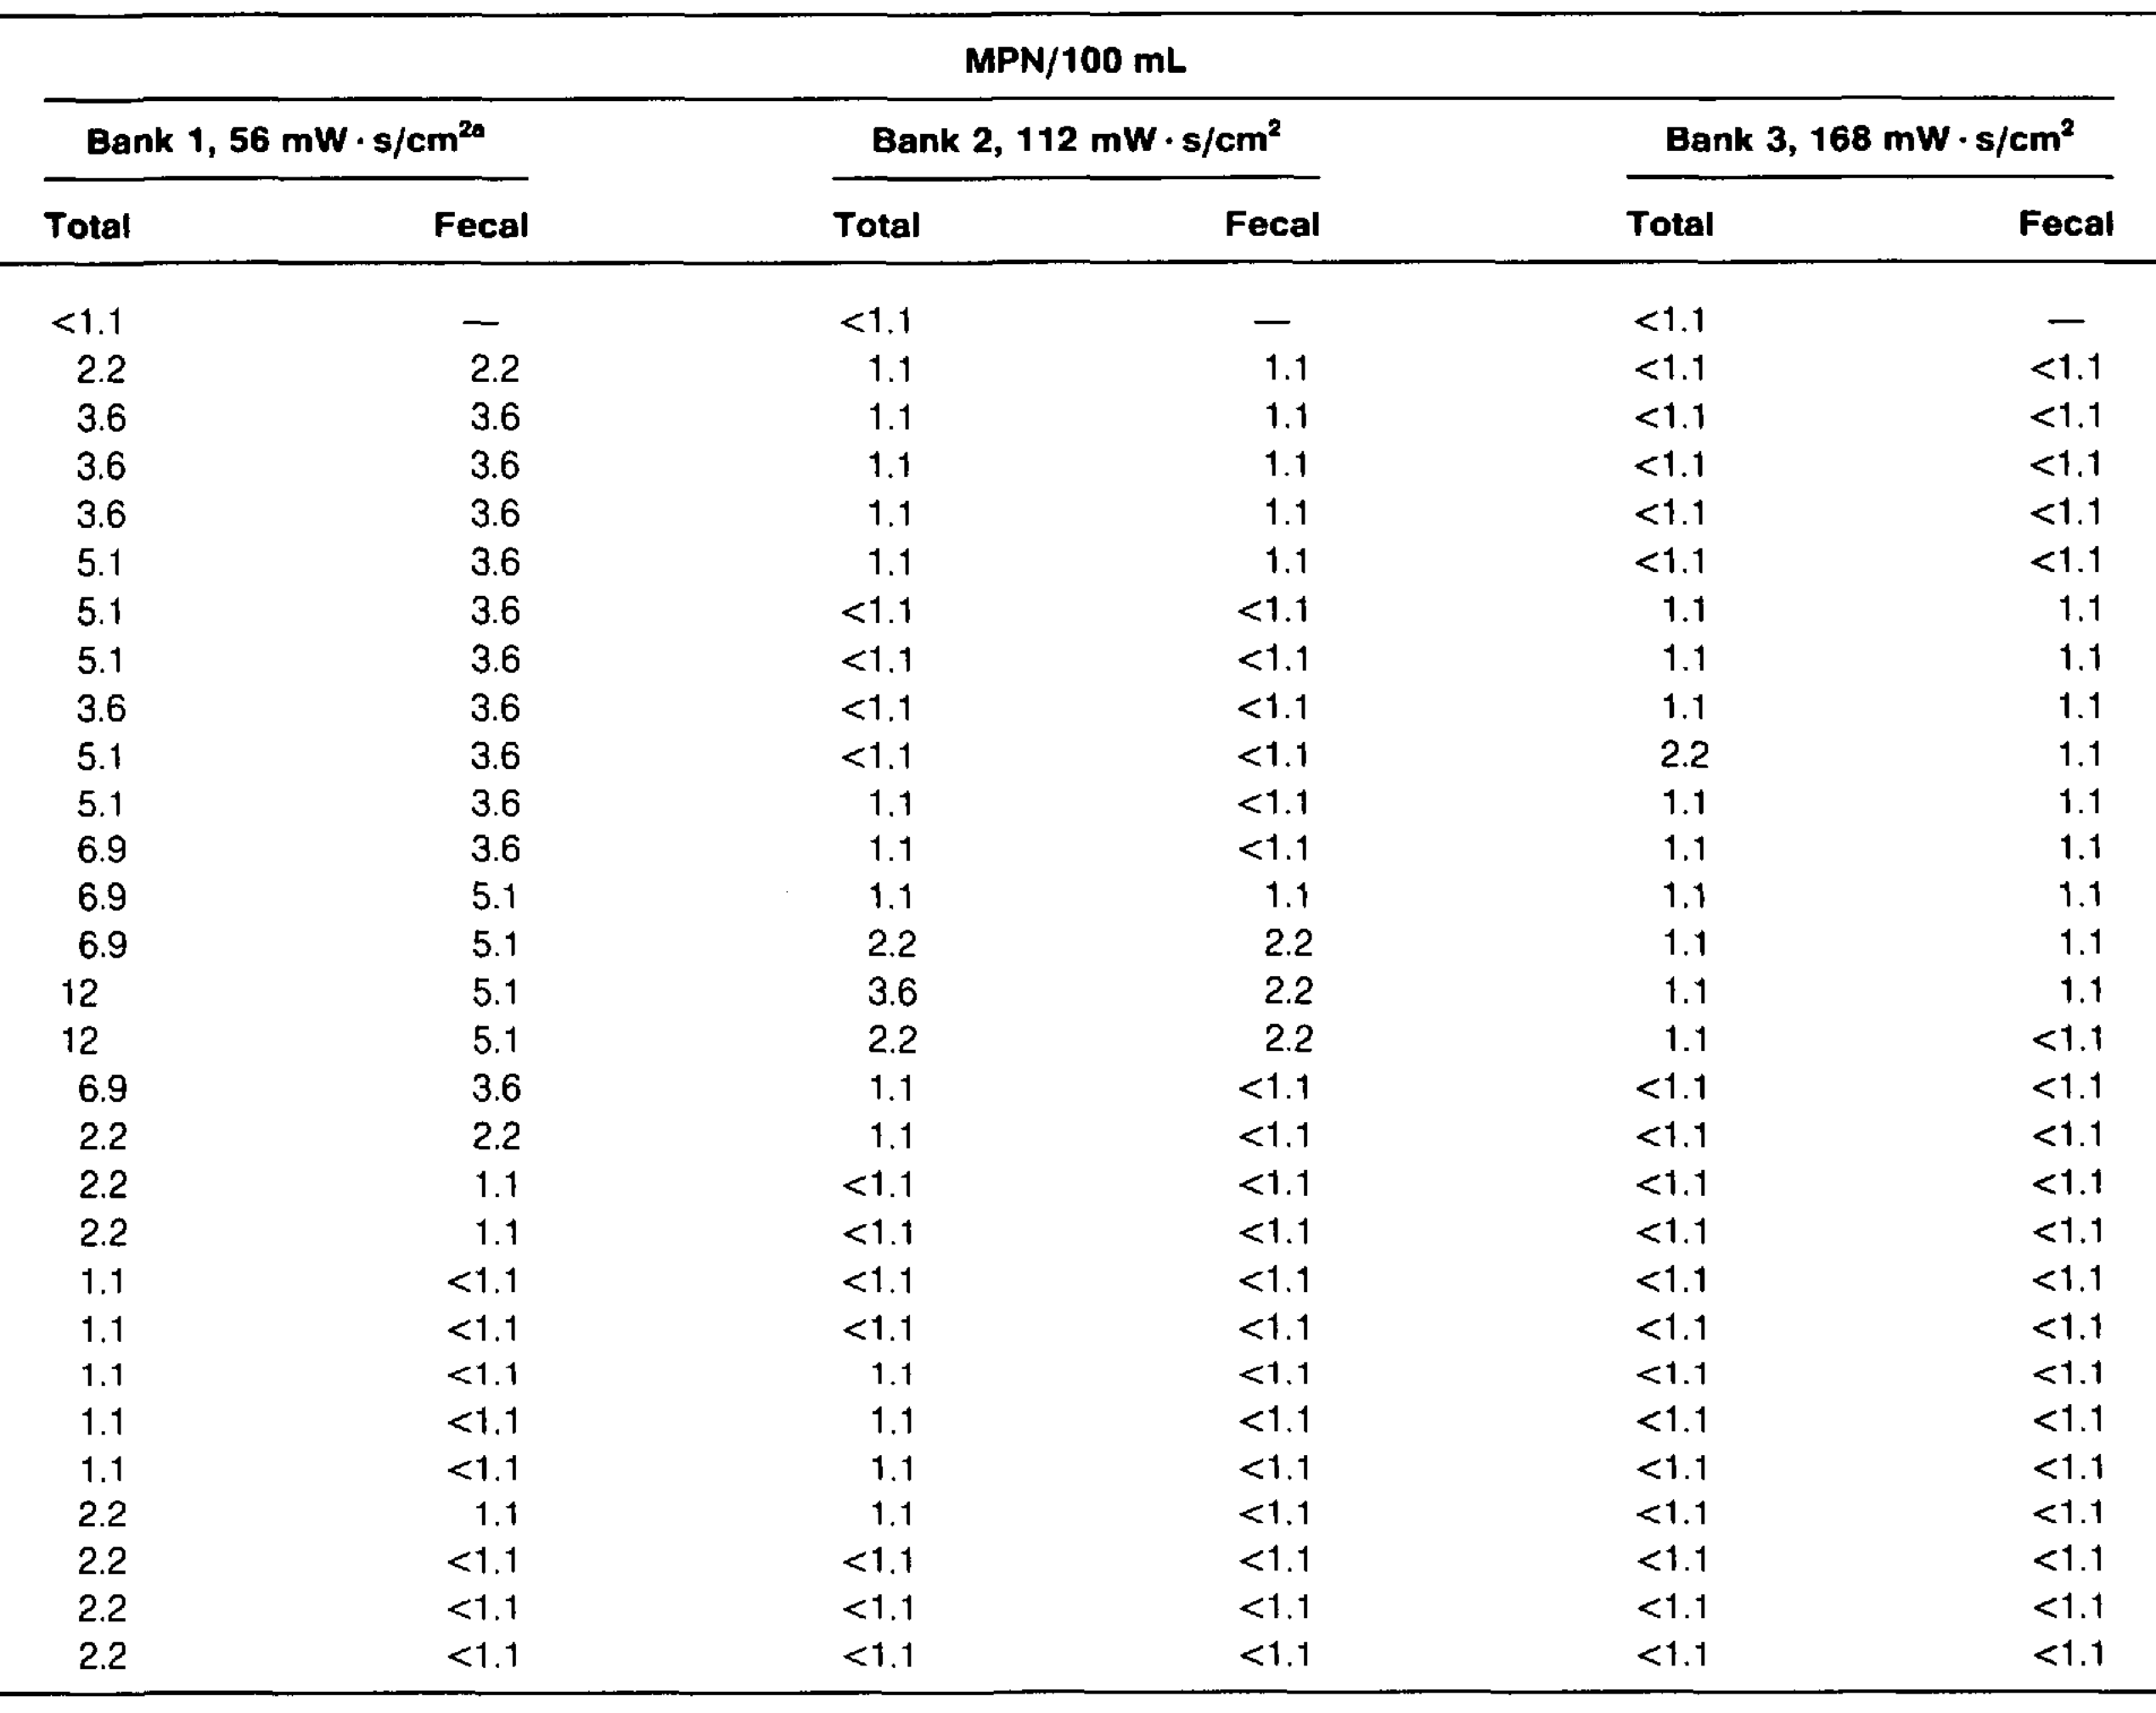 MPN/100 mL
Bank 1, 56 mW · s/cm²ᵃ Bank 2, 112 mW · s/cm² Bank 3, 168 mW · s/cm²
Total Fecal Total Fecal Total Fecal
<1.1 — <1.1 — <1.1 —
2.2 2.2 1.1 1.1 <1.1 <1.1
3.6 3.6 1.1 1.1 <1.1 <1.1
3.6 3.6 1.1 1.1 <1.1 <1.1
3.6 3.6 1.1 1.1 <1.1 <1.1
5.1 3.6 1.1 1.1 <1.1 <1.1
5.1 3.6 <1.1 <1.1 1.1 1.1
5.1 3.6 <1.1 <1.1 1.1 1.1
3.6 3.6 <1.1 <1.1 1.1 1.1
5.1 3.6 <1.1 <1.1 2.2 1.1
5.1 3.6 1.1 <1.1 1.1 1.1
6.9 3.6 1.1 <1.1 1.1 1.1
6.9 5.1 1.1 1.1 1.1 1.1
6.9 5.1 2.2 2.2 1.1 1.1
12 5.1 3.6 2.2 1.1 1.1
12 5.1 2.2 2.2 1.1 <1.1
6.9 3.6 1.1 <1.1 <1.1 <1.1
2.2 2.2 1.1 <1.1 <1.1 <1.1
2.2 1.1 <1.1 <1.1 <1.1 <1.1
2.2 1.1 <1.1 <1.1 <1.1 <1.1
1.1 <1.1 <1.1 <1.1 <1.1 <1.1
1.1 <1.1 <1.1 <1.1 <1.1 <1.1
1.1 <1.1 1.1 <1.1 <1.1 <1.1
1.1 <1.1 1.1 <1.1 <1.1 <1.1
1.1 <1.1 1.1 <1.1 <1.1 <1.1
2.2 1.1 1.1 <1.1 <1.1 <1.1
2.2 <1.1 <1.1 <1.1 <1.1 <1.1
2.2 <1.1 <1.1 <1.1 <1.1 <1.1
2.2 <1.1 <1.1 <1.1 <1.1 <1.1